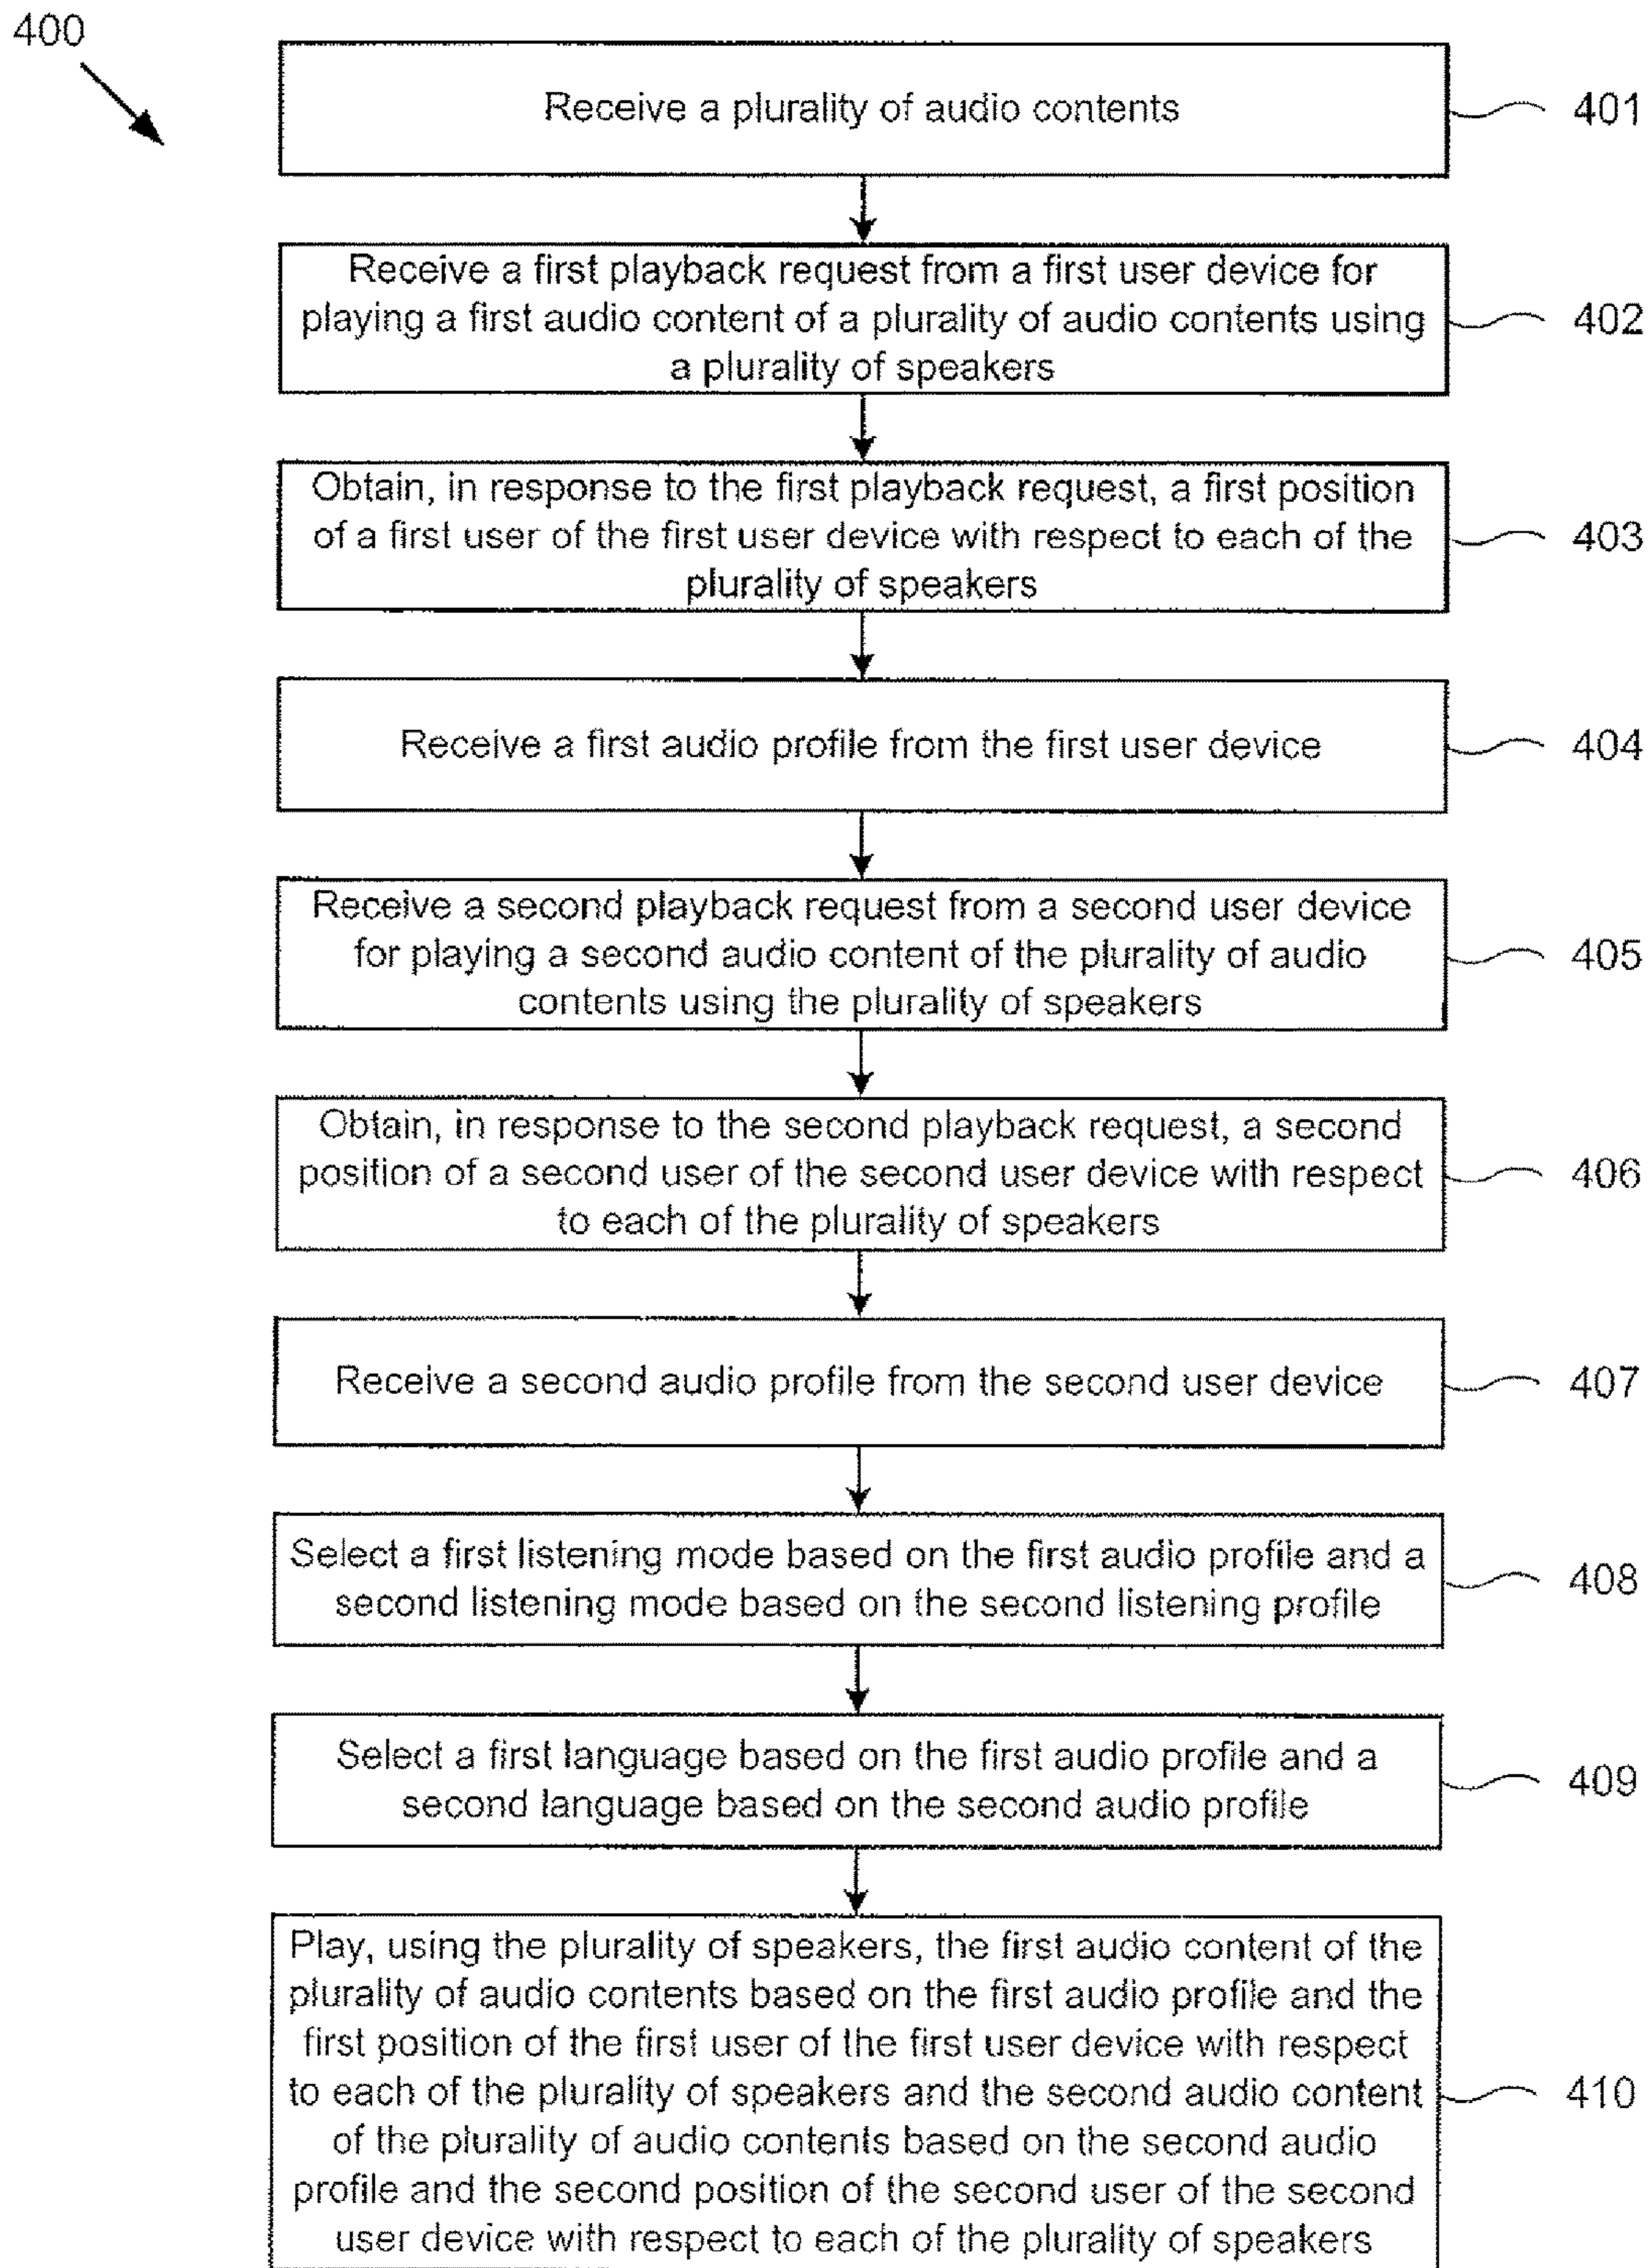 400
Receive a plurality of audio contents
401
Receive a first playback request from a first user device for
playing a first audio content of a plurality of audio contents using
a plurality of speakers
402
Obtain, in response to the first playback request, a first position
of a first user of the first user device with respect to each of the
plurality of speakers
403
Receive a first audio profile from the first user device
404
Receive a second playback request from a second user device
for playing a second audio content of the plurality of audio
contents using the plurality of speakers
405
Obtain, in response to the second playback request, a second
position of a second user of the second user device with respect
to each of the plurality of speakers
406
Receive a second audio profile from the second user device
407
Select a first listening mode based on the first audio profile and a
second listening mode based on the second listening profile
408
Select a first language based on the first audio profile and a
second language based on the second audio profile
409
Play, using the plurality of speakers, the first audio content of the
plurality of audio contents based on the first audio profile and the
first position of the first user of the first user device with respect
to each of the plurality of speakers and the second audio content
of the plurality of audio contents based on the second audio
profile and the second position of the second user of the second
user device with respect to each of the plurality of speakers
410